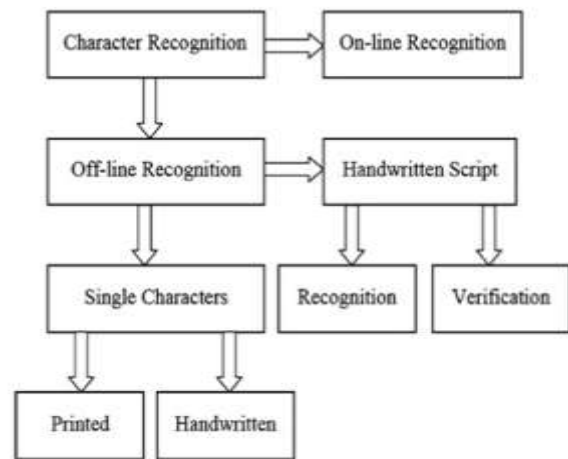 Character Recognition
On-line Recognition
Off-line Recognition
Handwritten Script
Single Characters
Recognition
Verification
Printed
Handwritten